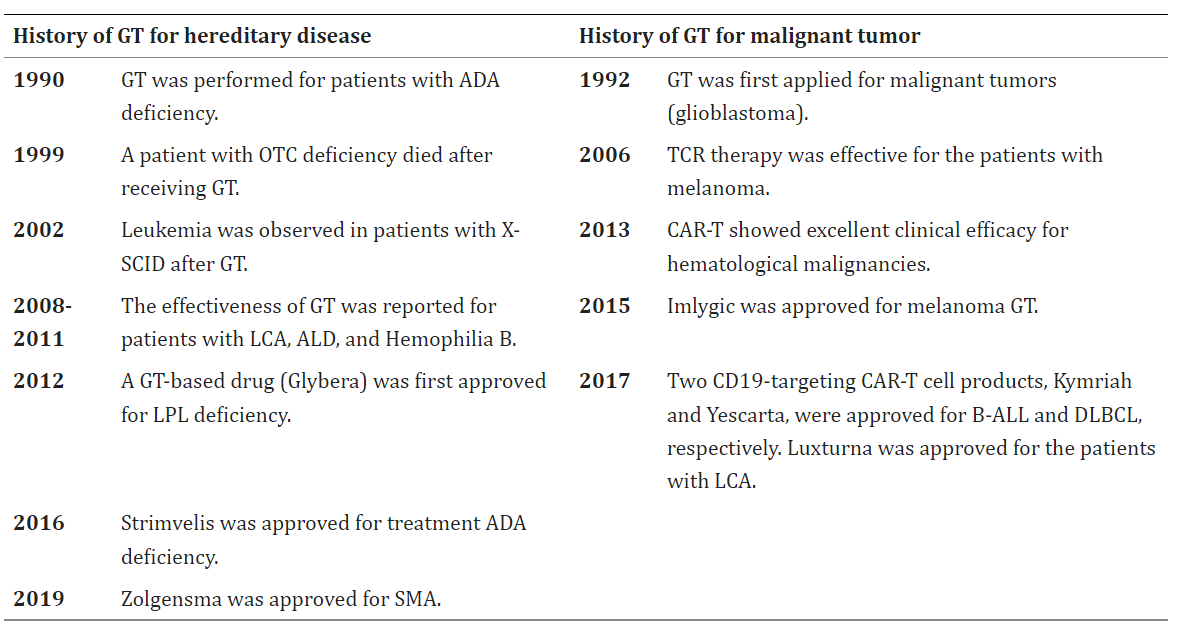 History of GT for hereditary disease History of GT for malignant tumor
1990 GT was performed for patients with ADA 1992 GT was first applied for malignant tumors
deficiency. (glioblastoma).
1999 A patient with OTC deficiency died after 2006 TCR therapy was effective for the patients with
receiving GT. melanoma.
2002 Leukemia was observed in patients with X- 2013 CAR-T showed excellent clinical efficacy for
SCID after GT. hematological malignancies.
2008- The effectiveness of GT was reported for 2015 Imlygic was approved for melanoma GT.
2011 patients with LCA, ALD, and Hemophilia B.
2012 A GT-based drug (Glybera) was first approved 2017 Two CD19-targeting CAR-T cell products, Kymriah
for LPL deficiency. and Yescarta, were approved for B-ALL and DLBCL,
respectively. Luxturna was approved for the patients
with LCA.
2016 Strimvelis was approved for treatment ADA
deficiency.
2019 Zolgensma was approved for SMA.